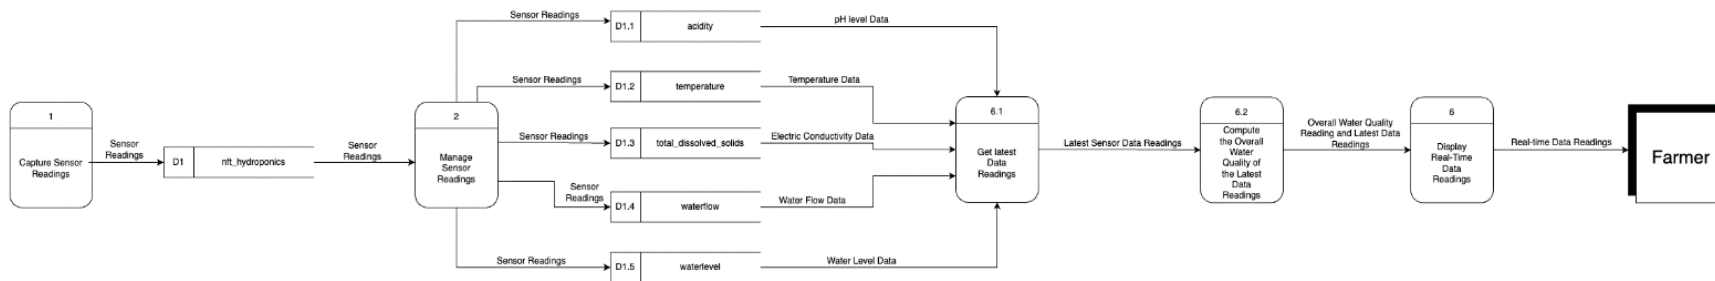 1
Capture Sensor
Readings
Sensor
Readings
D1
nft_hydroponics
Sensor
Readings
2
Manage
Sensor
Readings
Sensor Readings
D1.1
acidity
pH level Data
Sensor Readings
D1.2
temperature
Temperature Data
Sensor Readings
D1.3
total_dissolved_solids
Electric Conductivity Data
Sensor
Readings
D1.4
waterflow
Water Flow Data
Sensor Readings
D1.5
waterlevel
Water Level Data
6.1
Get latest
Data
Readings
Latest Sensor Data Readings
6.2
Compute
the Overall
Water
Quality of
the Latest
Data
Readings
Overall Water Quality
Reading and Latest Data
Readings
6
Display
Real-Time
Data
Readings
Real-time Data Readings
Farmer